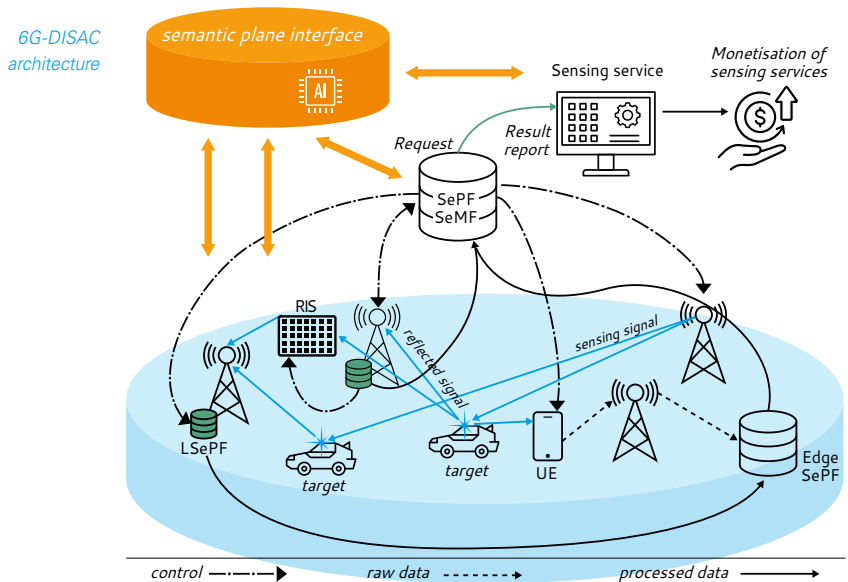 6G-DISAC
architecture
semantic plane interface
AI
Sensing service
Monetisation of
sensing services
$
Request
Result
report
SePF
SeMF
RIS
reflected signal
sensing signal
LSePF
target
target
UE
Edge
SePF
control
raw data
processed data